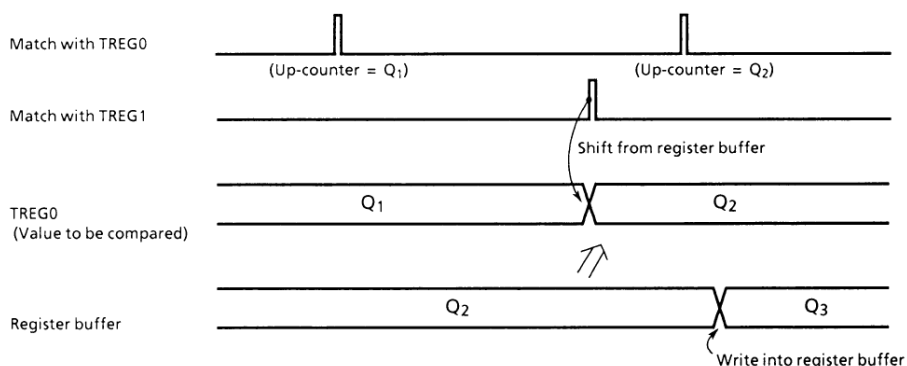 Match with TREG0
(Up-counter = Q1)
(Up-counter = Q2)
Match with TREG1
Shift from register buffer
TREG0
(Value to be compared)
Q1
Q2
Register buffer
Q2
Q3
Write into register buffer